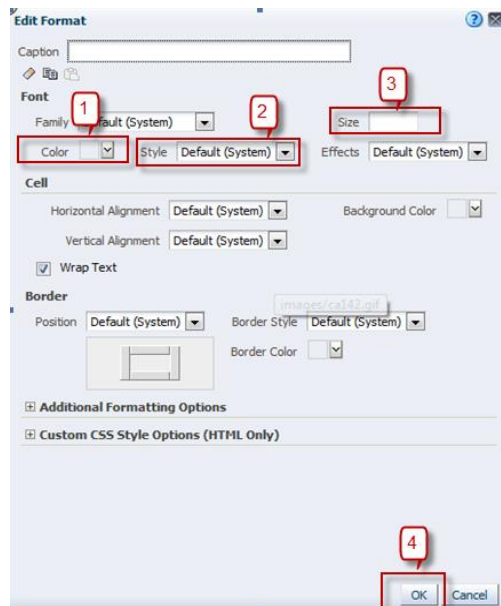 Edit Format
Caption
Font
1
2
3
Family Default (System)
Size
Color
Style Default (System)
Effects Default (System)
Cell
Horizontal Alignment Default (System)
Background Color
Vertical Alignment Default (System)
Wrap Text
Border
images/ca142.gif
Position Default (System)
Border Style Default (System)
Border Color
Additional Formatting Options
Custom CSS Style Options (HTML Only)
4
OK Cancel